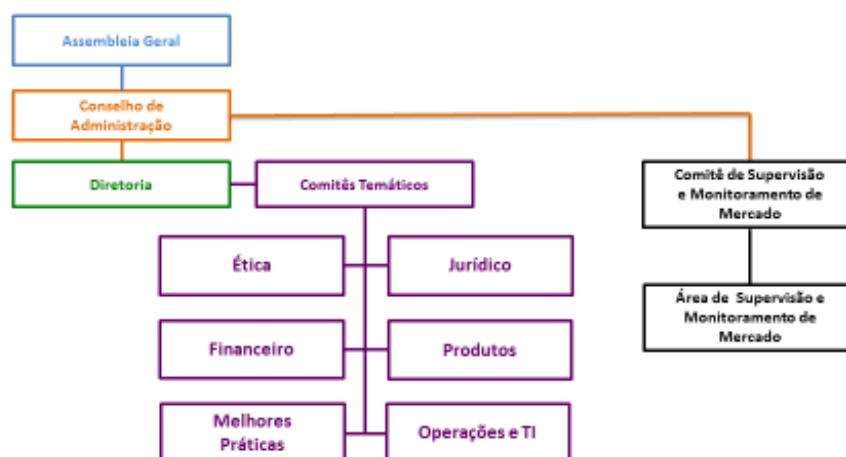 Assembleia Geral
Conselho de
Administração
Diretoria
Comitês Temáticos
Comitê de Supervisão
e Monitoramento de
Mercado
Ética
Jurídico
Área de Supervisão e
Monitoramento de
Mercado
Financeiro
Produtos
Melhores
Práticas
Operações e TI